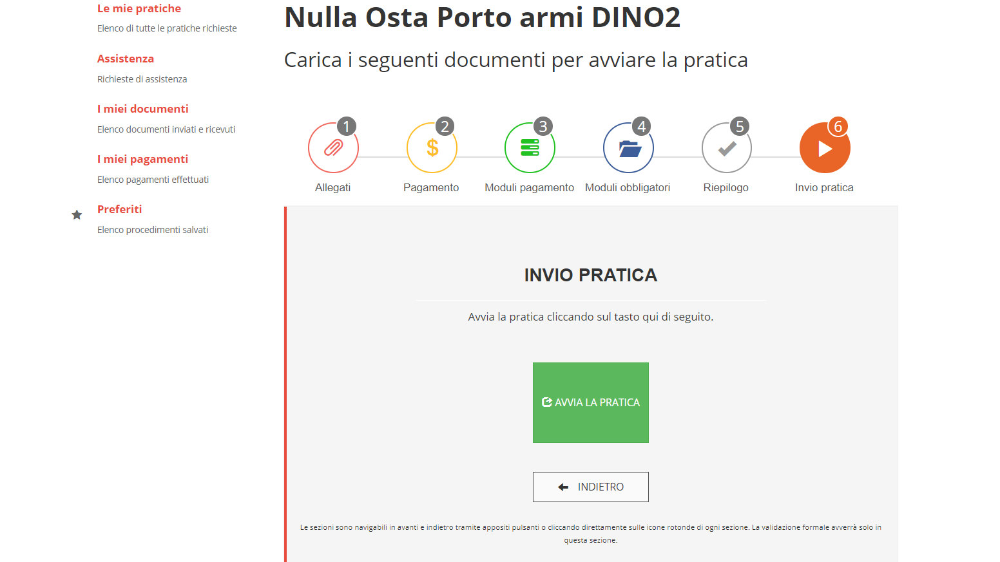 Le mie pratiche
Elenco di tutte le pratiche richieste
Assistenza
Richieste di assistenza
I miei documenti
Elenco documenti inviati e ricevuti
I miei pagamenti
Elenco pagamenti effettuati
Preferiti
Elenco procedimenti salvati
Nulla Osta Porto armi DINO2
Carica i seguenti documenti per avviare la pratica
1
Allegati
2
Pagamento
3
Moduli pagamento
4
Moduli obbligatori
5
Riepilogo
6
Invio pratica
INVIO PRATICA
Avvia la pratica cliccando sul tasto qui di seguito.
AVVIA LA PRATICA
INDIETRO
Le sezioni sono navigabili in avanti e indietro tramite appositi pulsanti o cliccando direttamente sulle icone rotonde di ogni sezione. La validazione formale avverrà solo in
questa sezione.